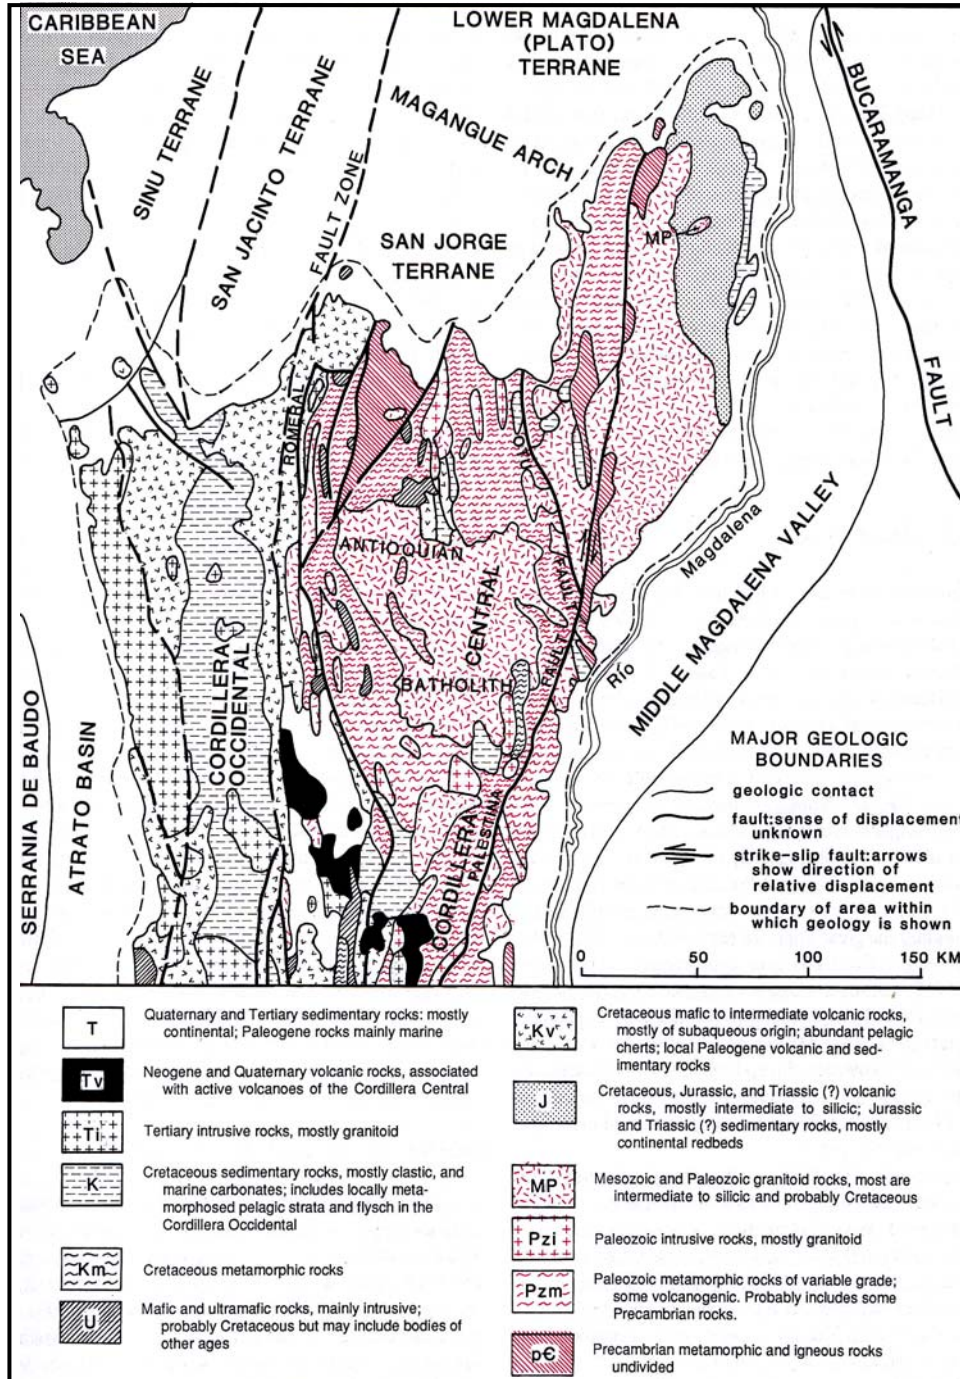 CARIBBEAN
SEA
SINU TERRANE
SAN JACINTO TERRANE
FAULT ZONE
LOWER MAGDALENA
(PLATO)
TERRANE
MAGANGUE ARCH
SAN JORGE
TERRANE
MP
BUCARAMANGA
FAULT
ROMERAL
OTU
FAULT
ANTIOQUIAN
BATHOLITH
CENTRAL
CORDILLERA
PALESTINA
FAULT
CORDILLERA
OCCIDENTAL
SERRANIA DE BAUDO
ATRATO BASIN
Río
Magdalena
MIDDLE MAGDALENA VALLEY
MAJOR GEOLOGIC
BOUNDARIES
geologic contact
fault:sense of displacement
unknown
strike-slip fault:arrows
show direction of
relative displacement
boundary of area within
which geology is shown
0 50 100 150 KM
T
Quaternary and Tertiary sedimentary rocks: mostly
continental; Paleogene rocks mainly marine
Tv
Neogene and Quaternary volcanic rocks, associated
with active volcanoes of the Cordillera Central
Ti
Tertiary intrusive rocks, mostly granitoid
K
Cretaceous sedimentary rocks, mostly clastic, and
marine carbonates; includes locally meta-
morphosed pelagic strata and flysch in the
Cordillera Occidental
Km
Cretaceous metamorphic rocks
U
Mafic and ultramafic rocks, mainly intrusive;
probably Cretaceous but may include bodies of
other ages
Kv
Cretaceous mafic to intermediate volcanic rocks,
mostly of subaqueous origin; abundant pelagic
cherts; local Paleogene volcanic and sed-
imentary rocks
J
Cretaceous, Jurassic, and Triassic (?) volcanic
rocks, mostly intermediate to silicic; Jurassic
and Triassic (?) sedimentary rocks, mostly
continental redbeds
MP
Mesozoic and Paleozoic granitoid rocks, most are
intermediate to silicic and probably Cretaceous
Pzi
Paleozoic intrusive rocks, mostly granitoid
Pzm
Paleozoic metamorphic rocks of variable grade;
some volcanogenic. Probably includes some
Precambrian rocks.
p€
Precambrian metamorphic and igneous rocks
undivided